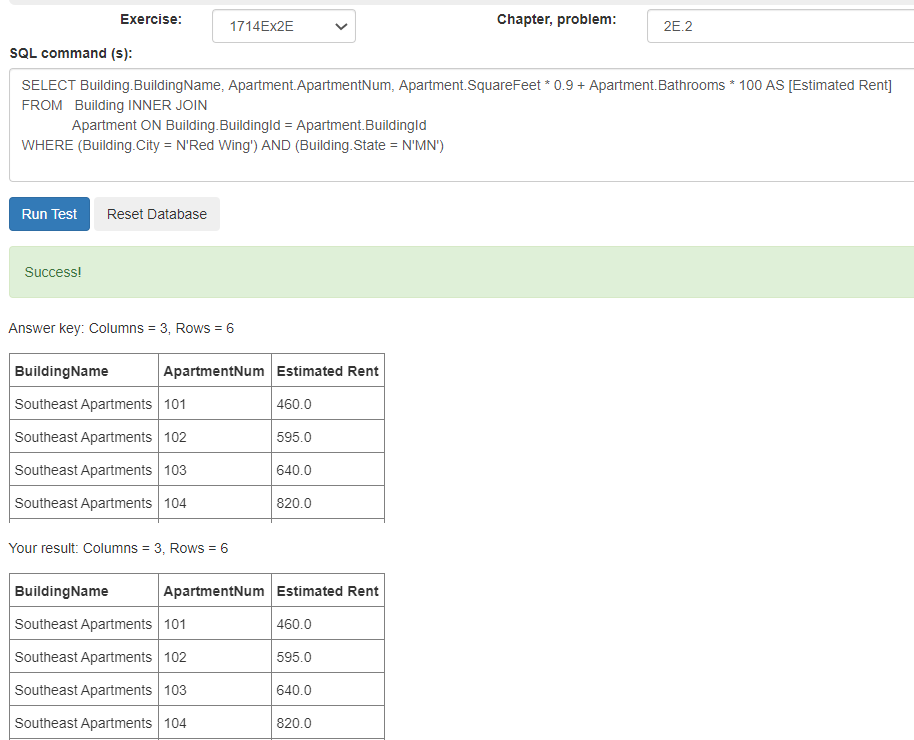 Exercise: 1714Ex2E Chapter, problem: 2E.2
SQL command (s):
SELECT Building.BuildingName, Apartment.ApartmentNum, Apartment.SquareFeet * 0.9 + Apartment.Bathrooms * 100 AS [Estimated Rent]
FROM Building INNER JOIN
Apartment ON Building.BuildingId = Apartment.BuildingId
WHERE (Building.City = N'Red Wing') AND (Building.State = N'MN')
Run Test Reset Database
Success!
Answer key: Columns = 3, Rows = 6
BuildingName ApartmentNum Estimated Rent
Southeast Apartments 101 460.0
Southeast Apartments 102 595.0
Southeast Apartments 103 640.0
Southeast Apartments 104 820.0
Your result: Columns = 3, Rows = 6
BuildingName ApartmentNum Estimated Rent
Southeast Apartments 101 460.0
Southeast Apartments 102 595.0
Southeast Apartments 103 640.0
Southeast Apartments 104 820.0